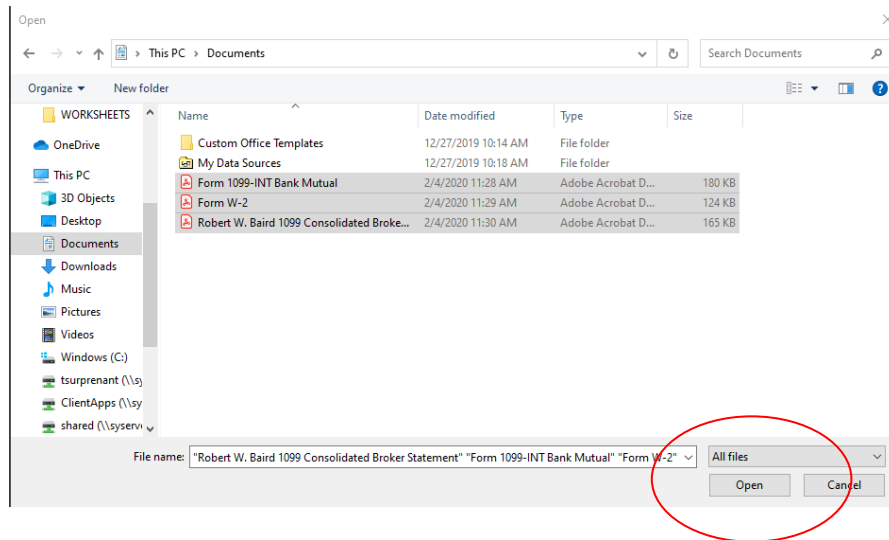 Open
This PC > Documents
Search Documents
Organize
New folder
WORKSHEETS
OneDrive
This PC
3D Objects
Desktop
Documents
Downloads
Music
Pictures
Videos
Windows (C:)
tsurprenant (\\sy
ClientApps (\\sy
shared (\\syserve
Name Date modified Type Size
Custom Office Templates 12/27/2019 10:14 AM File folder
My Data Sources 12/27/2019 10:18 AM File folder
Form 1099-INT Bank Mutual 2/4/2020 11:28 AM Adobe Acrobat D... 180 KB
Form W-2 2/4/2020 11:29 AM Adobe Acrobat D... 124 KB
Robert W. Baird 1099 Consolidated Broke... 2/4/2020 11:30 AM Adobe Acrobat D... 165 KB
File name: "Robert W. Baird 1099 Consolidated Broker Statement" "Form 1099-INT Bank Mutual" "Form W-2"
All files
Open
Cancel